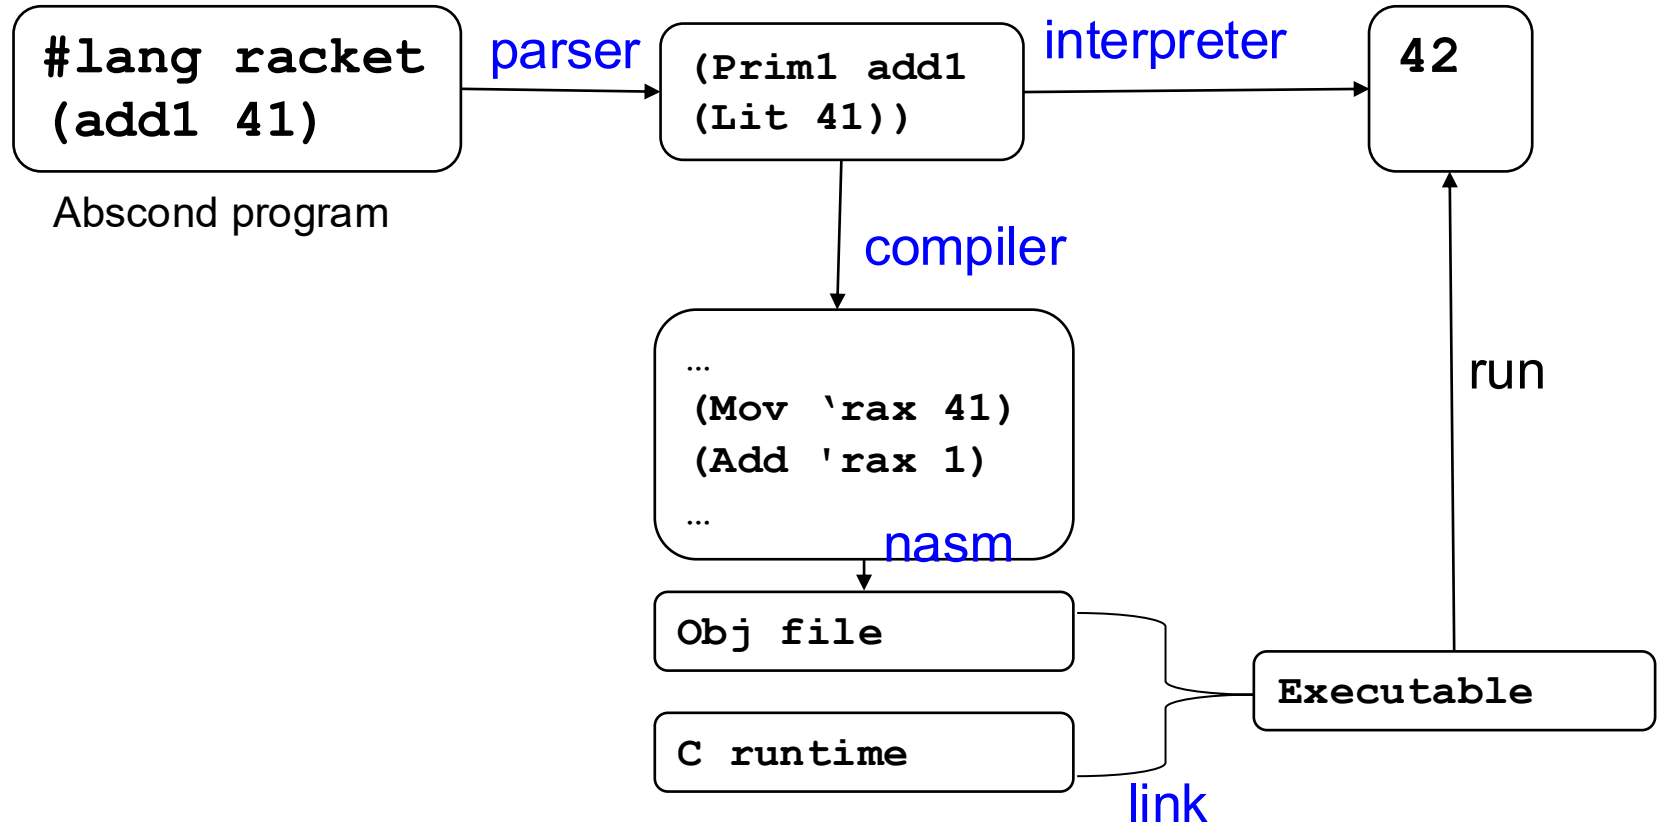 #lang racket
(add1 41)
Abscond program
parser
(Prim1 add1
(Lit 41))
interpreter
42
compiler
…
(Mov ‘rax 41)
(Add 'rax 1)
…
nasm
Obj file
C runtime
link
Executable
run